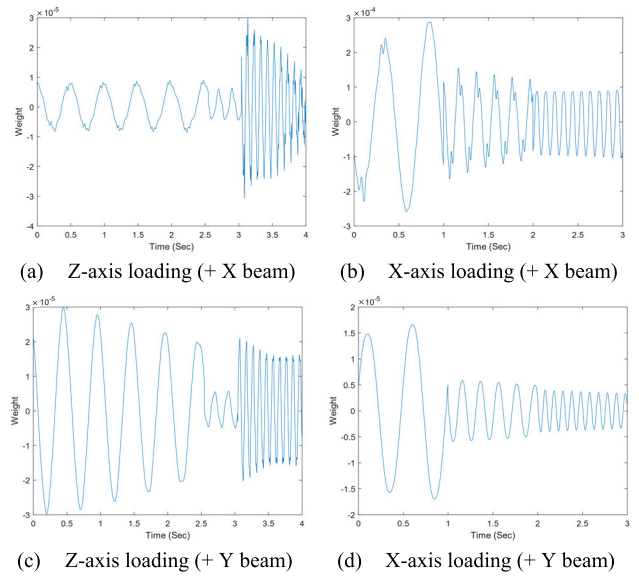 × 10⁻⁵
3
2
1
0
-1
-2
-3
-4
Weight
0 0.5 1 1.5 2 2.5 3 3.5 4
Time (Sec)
(a) Z-axis loading (+ X beam)
× 10⁻⁴
3
2
1
0
-1
-2
-3
Weight
0 0.5 1 1.5 2 2.5 3
Time (Sec)
(b) X-axis loading (+ X beam)
× 10⁻⁵
3
2
1
0
-1
-2
-3
Weight
0 0.5 1 1.5 2 2.5 3 3.5 4
Time (Sec)
(c) Z-axis loading (+ Y beam)
× 10⁻⁵
2
1.5
1
0.5
0
-0.5
-1
-1.5
-2
Weight
0 0.5 1 1.5 2 2.5 3
Time (Sec)
(d) X-axis loading (+ Y beam)